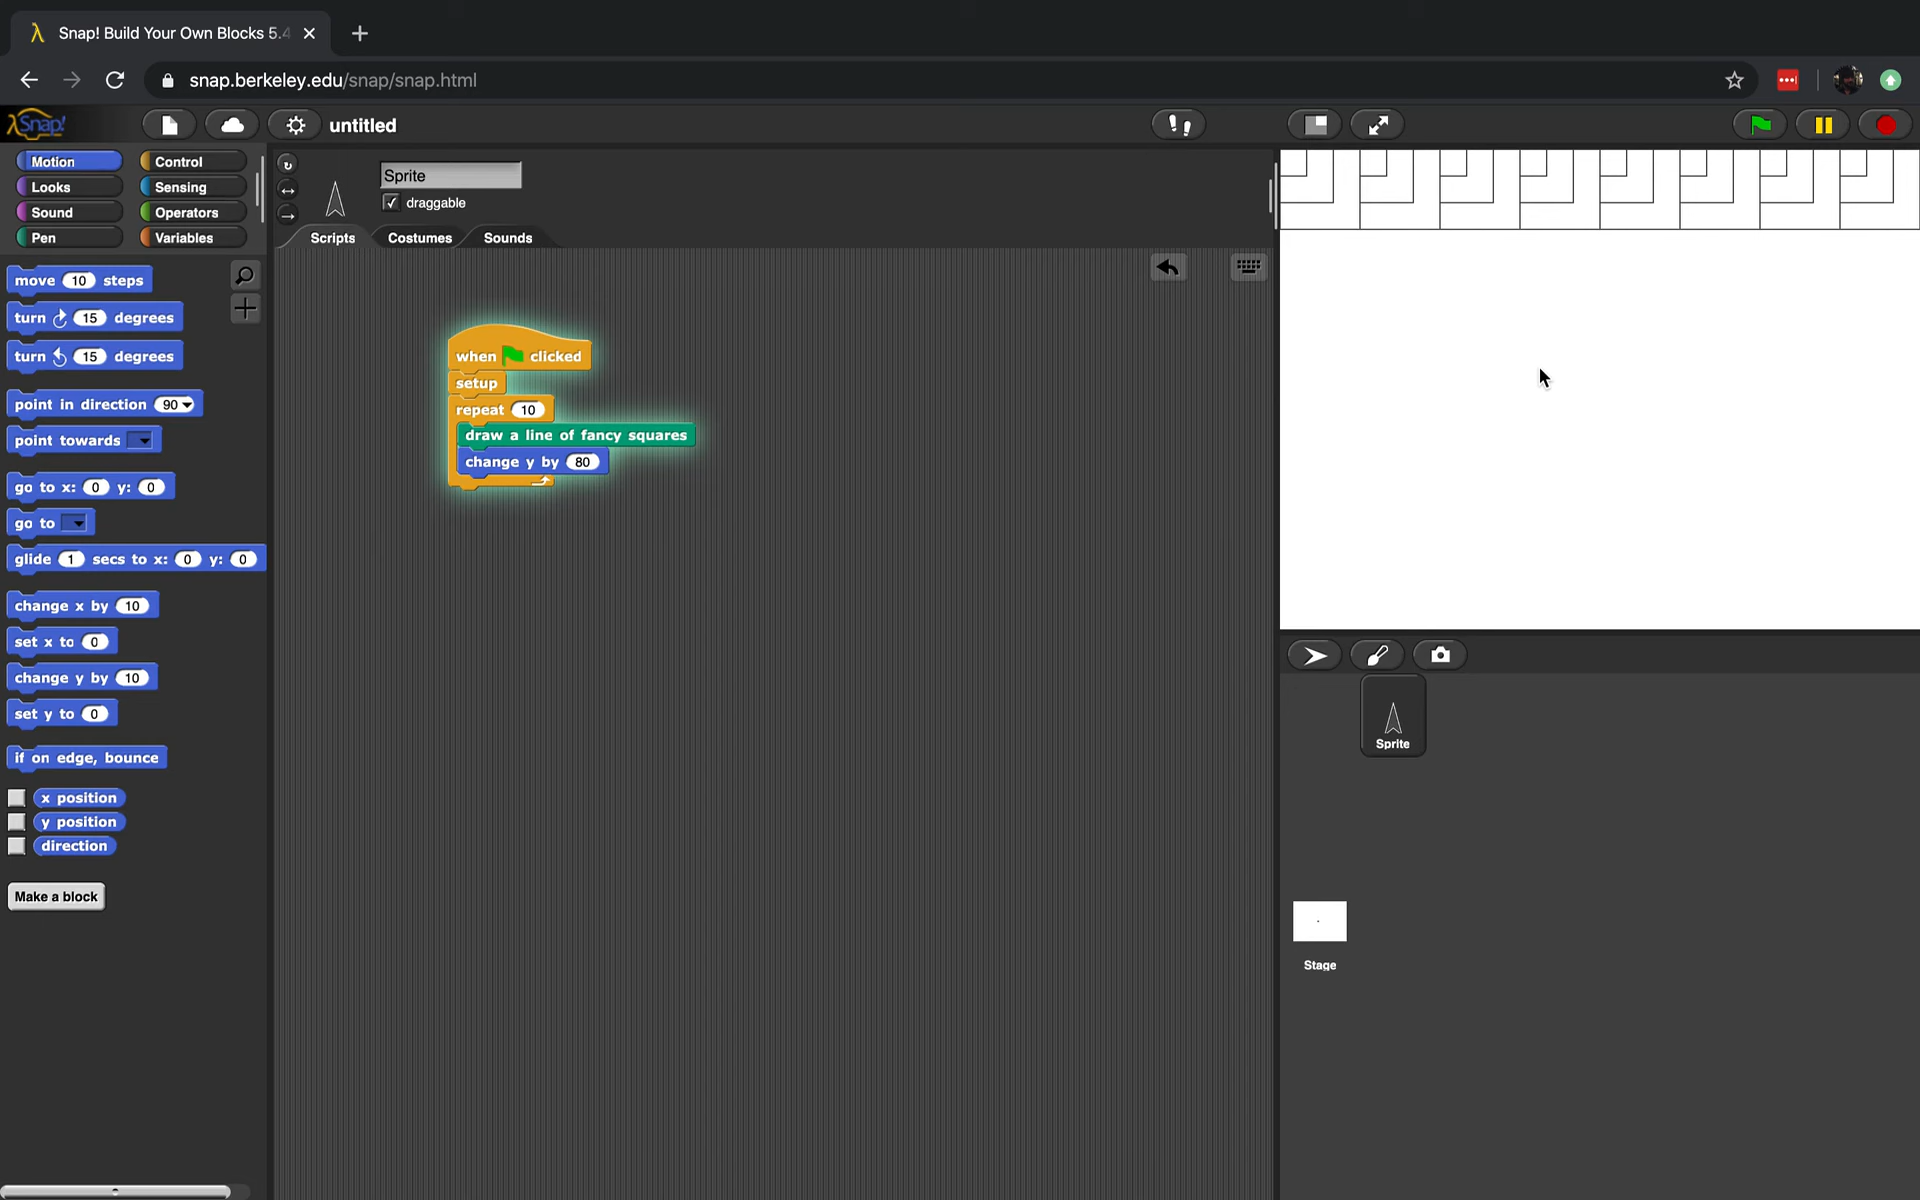 Snap! Build Your Own Blocks 5.4
snap.berkeley.edu/snap/snap.html
Snap!
untitled
Motion
Control
Looks
Sensing
Sound
Operators
Pen
Variables
Sprite
draggable
Scripts
Costumes
Sounds
move 10 steps
turn 15 degrees
turn 15 degrees
point in direction 90
point towards
go to x: 0 y: 0
go to
glide 1 secs to x: 0 y: 0
change x by 10
set x to 0
change y by 10
set y to 0
if on edge, bounce
x position
y position
direction
Make a block
when clicked
setup
repeat 10
draw a line of fancy squares
change y by 80
Sprite
Stage